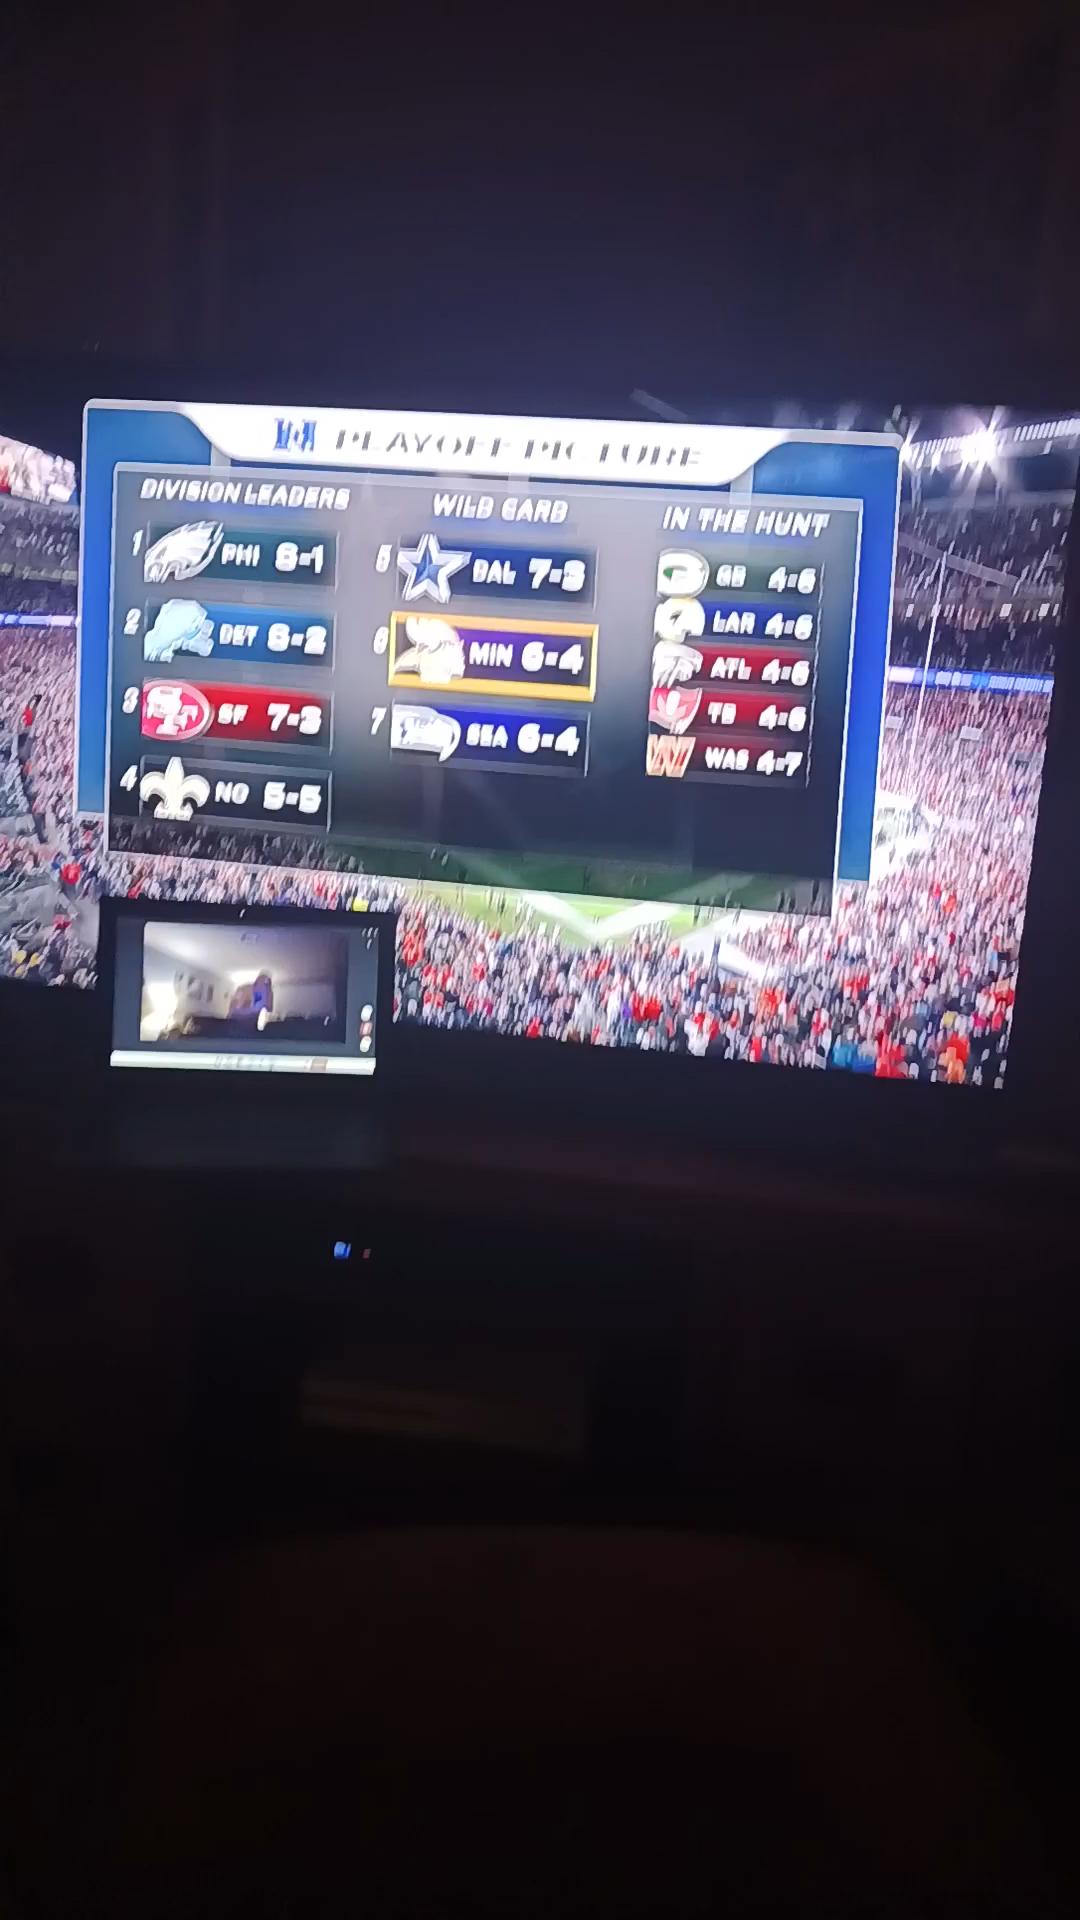 PLAYOFF PICTURE
DIVISION LEADERS
1 PHI 8-1
2 DET 8-2
3 SF 7-3
4 NO 5-5
WILD CARD
5 DAL 7-3
6 MIN 6-4
7 SEA 6-4
IN THE HUNT
GB 4-6
LAR 4-6
ATL 4-6
TB 4-6
WAS 4-7